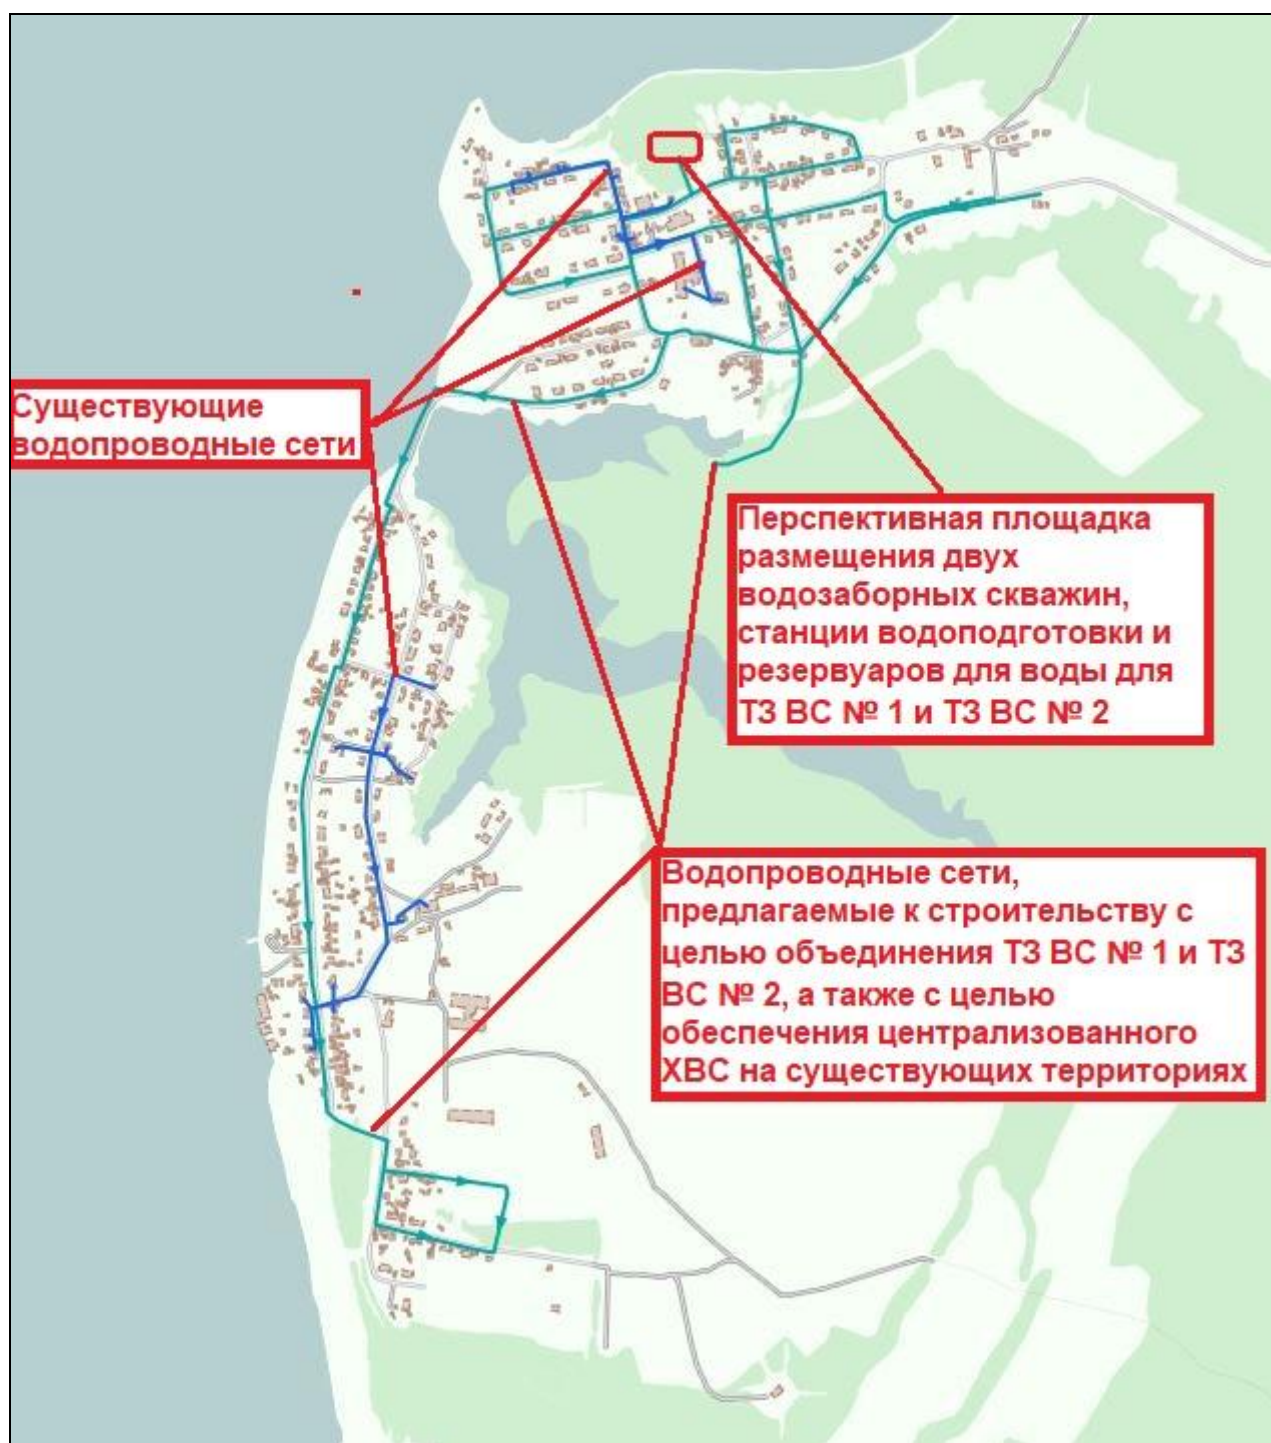 Существующие
водопроводные сети
Перспективная площадка
размещения двух
водозаборных скважин,
станции водоподготовки и
резервуаров для воды для
ТЗ ВС № 1 и ТЗ ВС № 2
Водопроводные сети,
предлагаемые к строительству с
целью объединения ТЗ ВС № 1 и ТЗ
ВС № 2, а также с целью
обеспечения централизованного
ХВС на существующих территориях